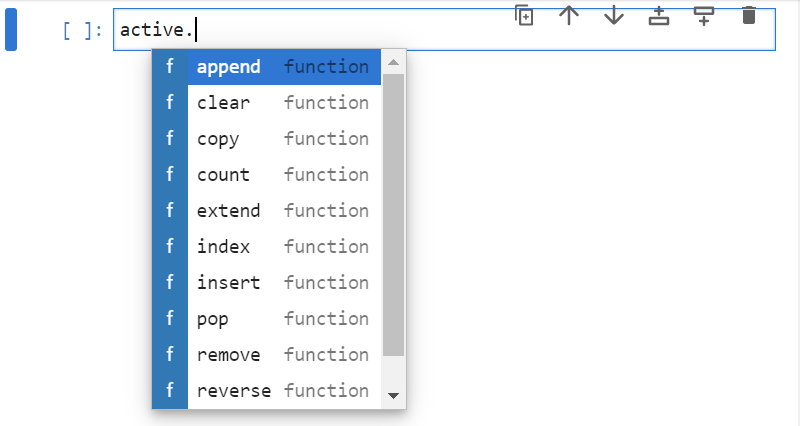 [ ]: active.
f append function
f clear function
f copy function
f count function
f extend function
f index function
f insert function
f pop function
f remove function
f reverse function